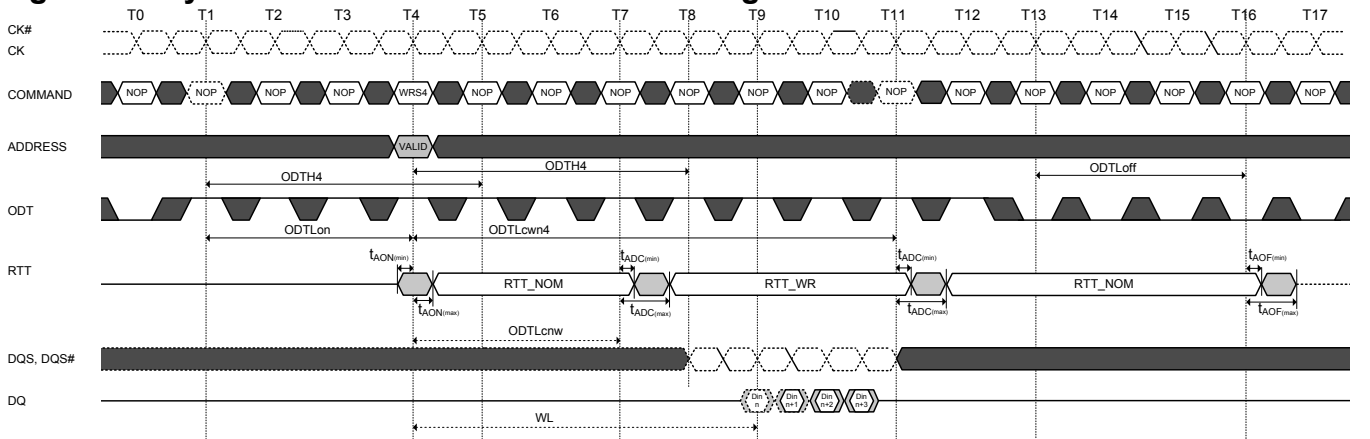 T0 T1 T2 T3 T4 T5 T6 T7 T8 T9 T10 T11 T12 T13 T14 T15 T16 T17
CK#
CK
COMMAND NOP NOP NOP NOP WRS4 NOP NOP NOP NOP NOP NOP NOP NOP NOP NOP NOP NOP NOP
ADDRESS VALID
ODTH4 ODTH4 ODTLoff
ODT
ODTLon ODTLcwn4
tAON(min) tADC(min) tADC(min) tAOF(min)
RTT RTT_NOM RTT_WR RTT_NOM
tAON(max) tADC(max) tADC(max) tAOF(max)
ODTLcnw
DQS, DQS#
DQ Din n Din n+1 Din n+2 Din n+3
WL